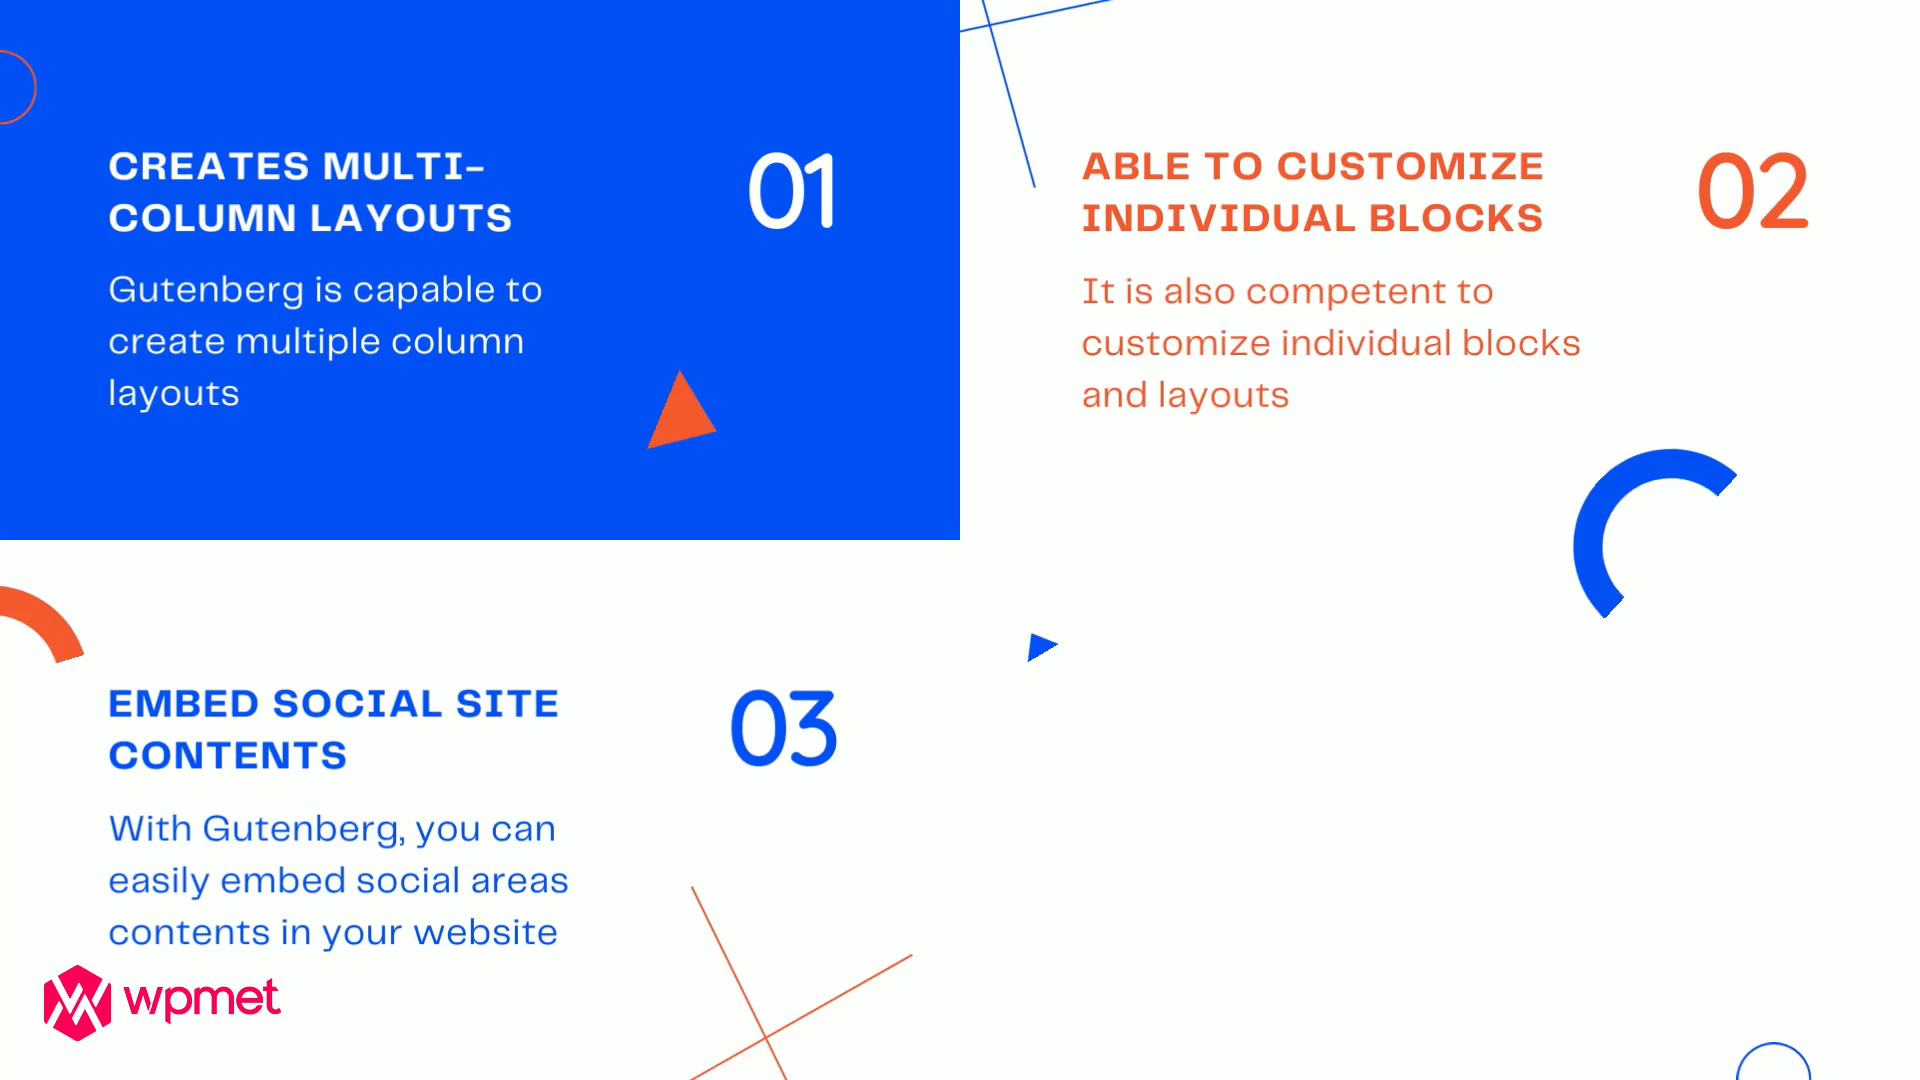 CREATES MULTI-
COLUMN LAYOUTS
01
Gutenberg is capable to
create multiple column
layouts
ABLE TO CUSTOMIZE
INDIVIDUAL BLOCKS
02
It is also competent to
customize individual blocks
and layouts
EMBED SOCIAL SITE
CONTENTS
03
With Gutenberg, you can
easily embed social areas
contents in your website
wpmet